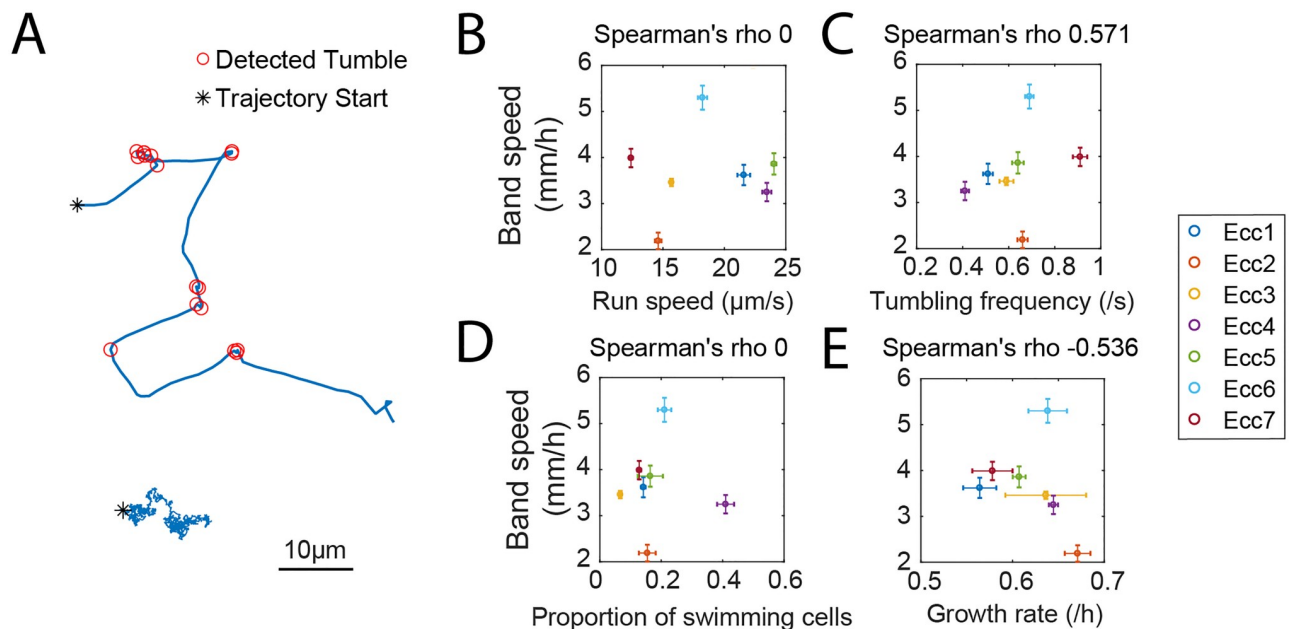 A
Detected Tumble
Trajectory Start
10μm
B
Spearman's rho 0
Band speed
(mm/h)
6
5
4
3
2
10
15
20
25
Run speed (μm/s)
C
Spearman's rho 0.571
6
5
4
3
2
0.2
0.4
0.6
0.8
1
Tumbling frequency (/s)
D
Spearman's rho 0
Band speed
(mm/h)
6
5
4
3
2
0
0.2
0.4
0.6
Proportion of swimming cells
E
Spearman's rho -0.536
6
5
4
3
2
0.5
0.6
0.7
Growth rate (/h)
Ecc1
Ecc2
Ecc3
Ecc4
Ecc5
Ecc6
Ecc7